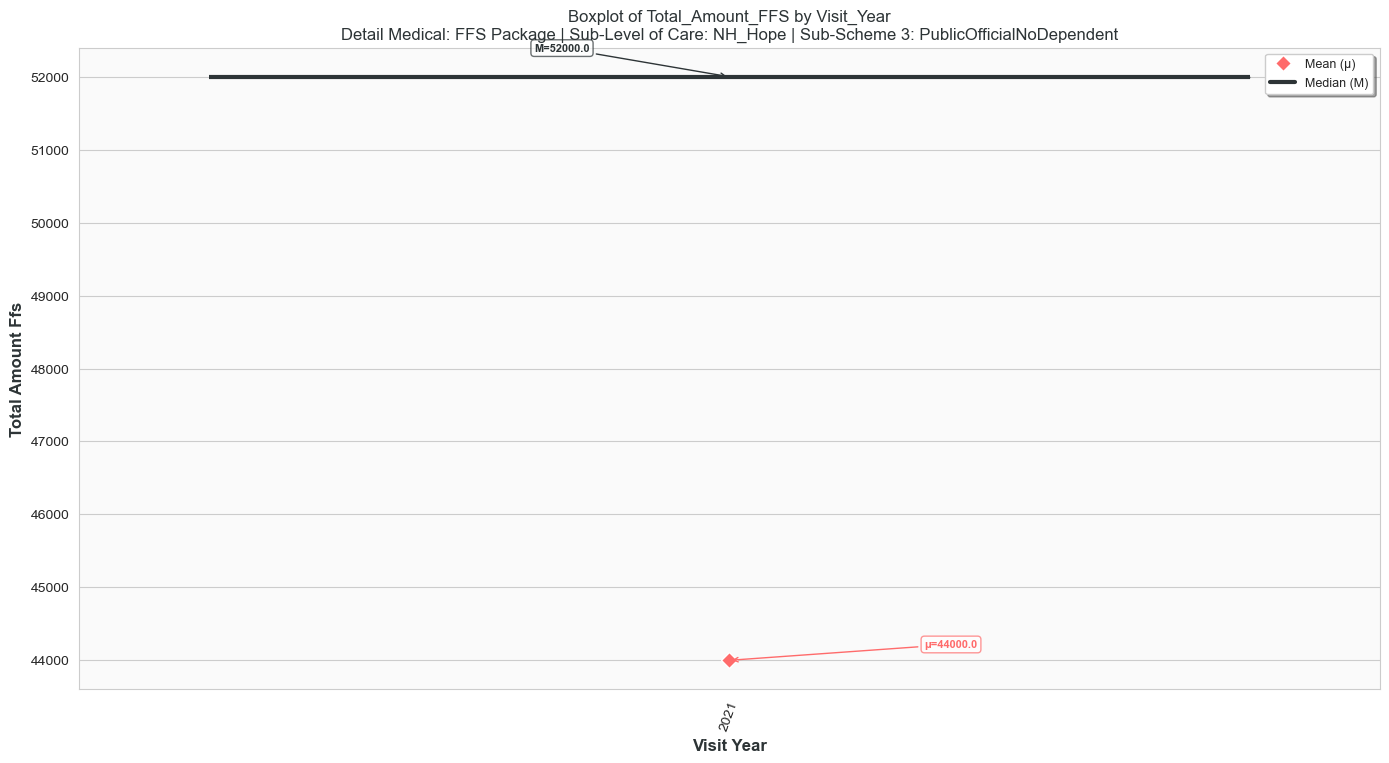 Boxplot of Total_Amount_FFS by Visit_Year
Detail Medical: FFS Package | Sub-Level of Care: NH_Hope | Sub-Scheme 3: PublicOfficialNoDependent
M=52000.0
Mean (μ)
Median (M)
52000
51000
50000
49000
48000
47000
46000
45000
44000
Total Amount Ffs
μ=44000.0
2021
Visit Year